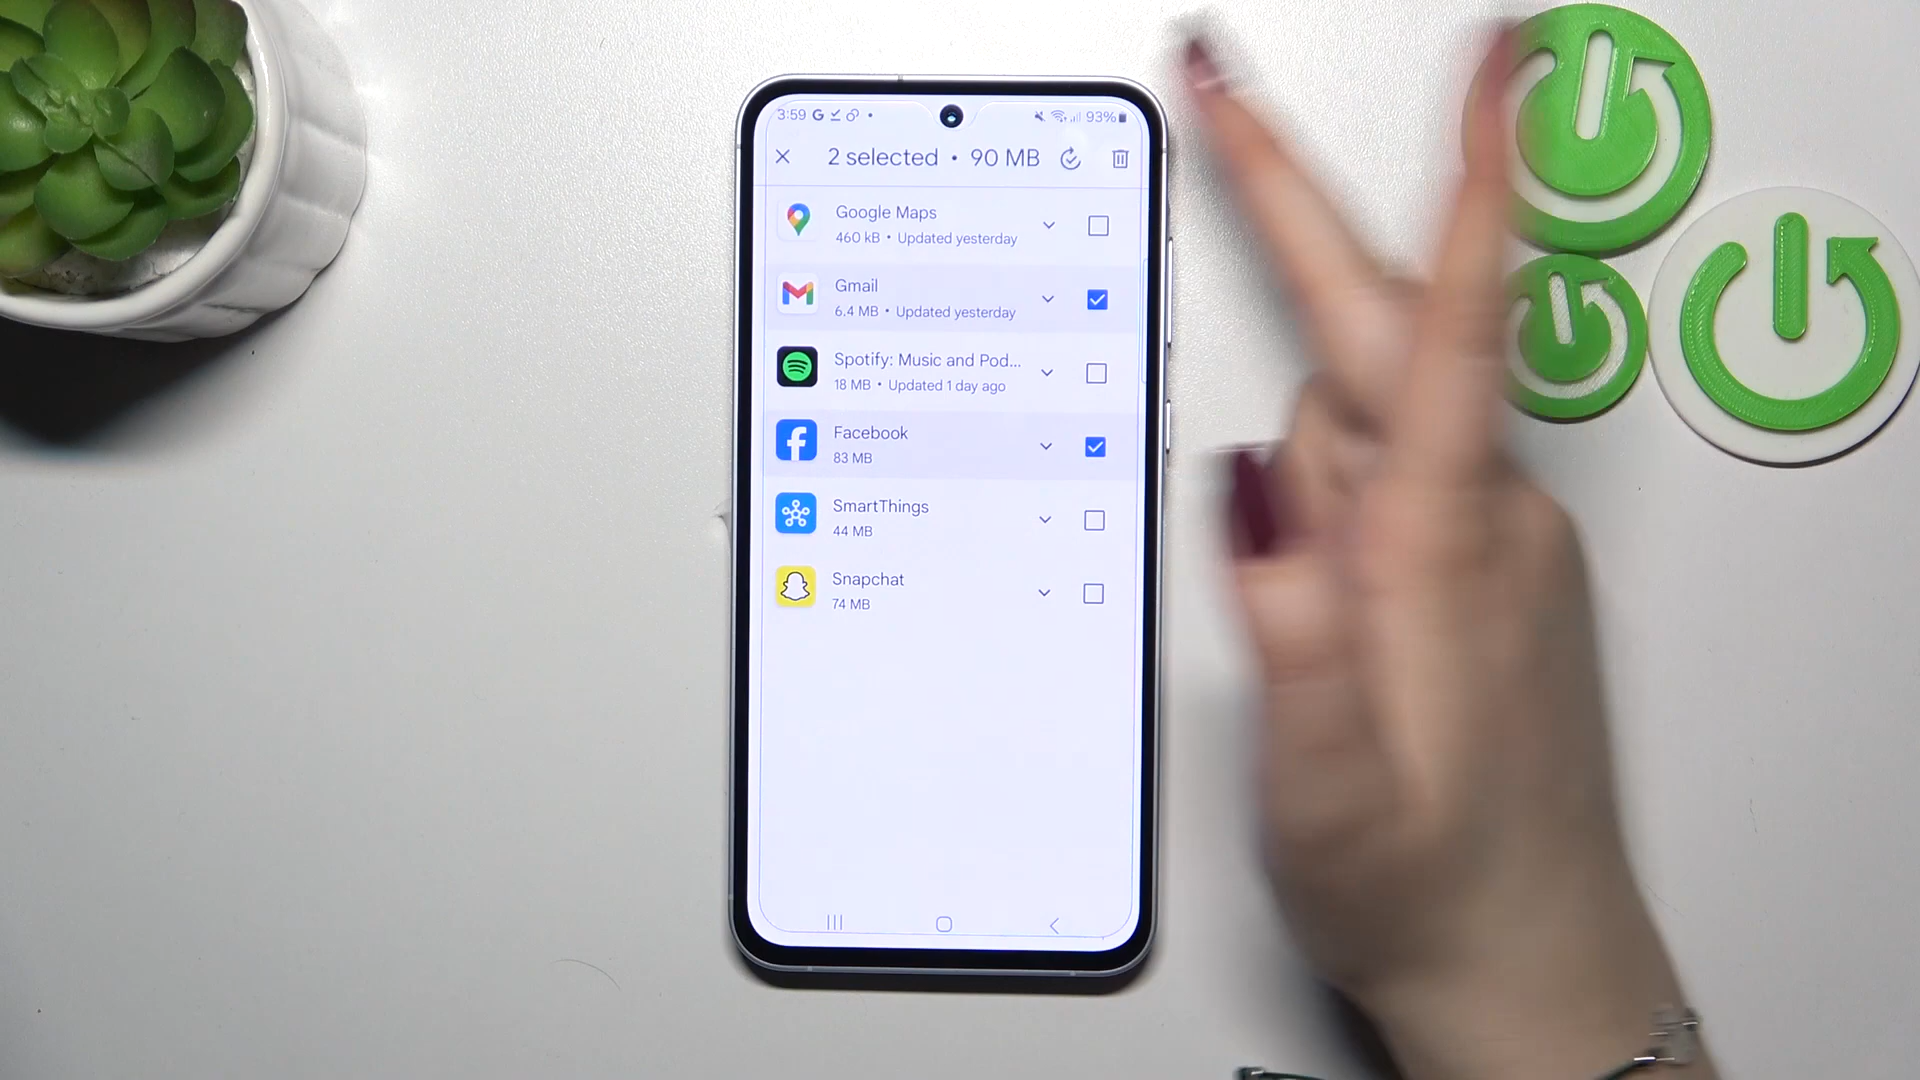 3:59 93%
2 selected • 90 MB
Google Maps
460 kB • Updated yesterday
Gmail
6.4 MB • Updated yesterday
Spotify: Music and Pod...
18 MB • Updated 1 day ago
Facebook
83 MB
SmartThings
44 MB
Snapchat
74 MB